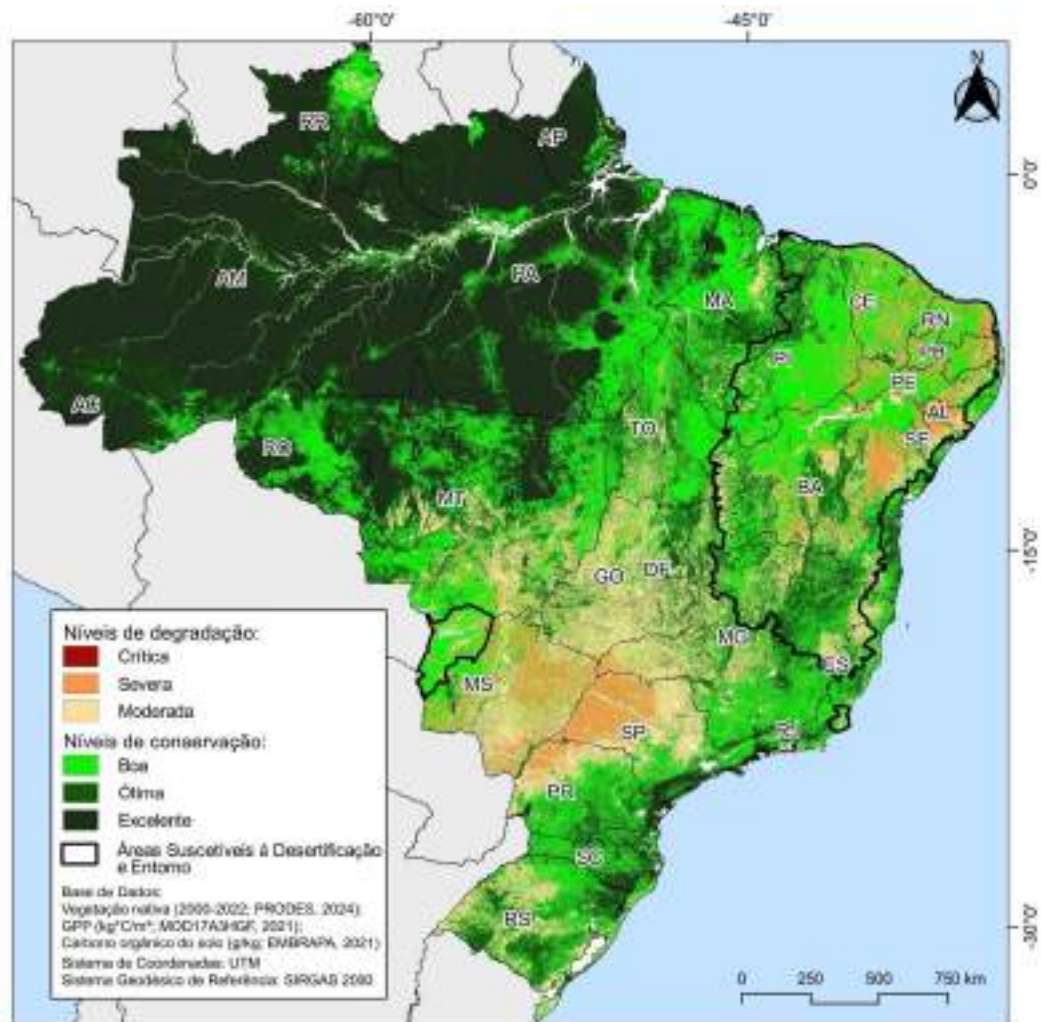 -60°0'
-45°0'
N
RR
AP
0°0'
AM
PA
MA
CE
RN
PI
PB
PE
AC
AL
TO
SE
RO
BA
MT
-15°0'
GO
DF
MG
ES
MS
SP
RJ
PR
SC
RS
-30°0'
Níveis de degradação:
Crítica
Severa
Moderada
Níveis de conservação:
Boa
Ótima
Excelente
Áreas Suscetíveis à Desertificação
e Entorno
Base de Dados:
Vegetação nativa (2000-2022; PRODES, 2024);
GPP (kg*C/m²; MOD17A3HGF, 2021);
Carbono orgânico do solo (g/kg; EMBRAPA, 2021)
Sistema de Coordenadas: UTM
Sistema Geodésico de Referência: SIRGAS 2000
0 250 500 750 km